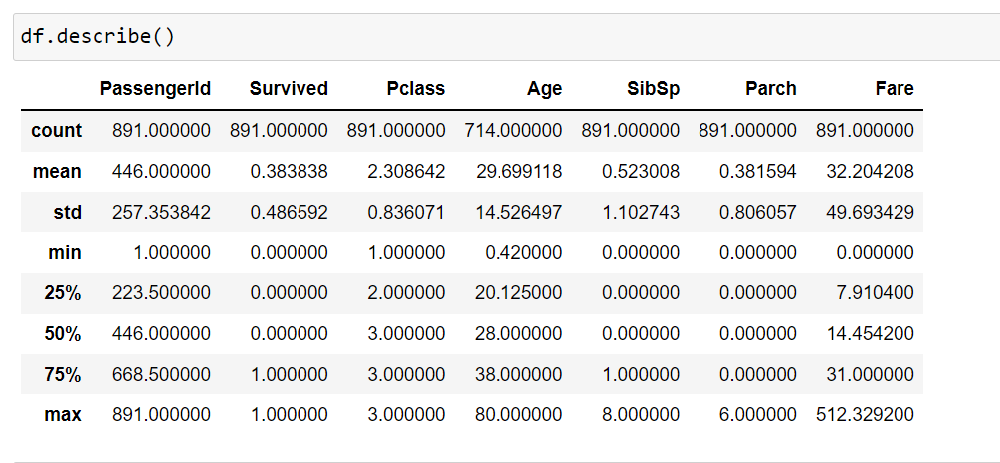 df.describe()
PassengerId Survived Pclass Age SibSp Parch Fare
count 891.000000 891.000000 891.000000 714.000000 891.000000 891.000000 891.000000
mean 446.000000 0.383838 2.308642 29.699118 0.523008 0.381594 32.204208
std 257.353842 0.486592 0.836071 14.526497 1.102743 0.806057 49.693429
min 1.000000 0.000000 1.000000 0.420000 0.000000 0.000000 0.000000
25% 223.500000 0.000000 2.000000 20.125000 0.000000 0.000000 7.910400
50% 446.000000 0.000000 3.000000 28.000000 0.000000 0.000000 14.454200
75% 668.500000 1.000000 3.000000 38.000000 1.000000 0.000000 31.000000
max 891.000000 1.000000 3.000000 80.000000 8.000000 6.000000 512.329200